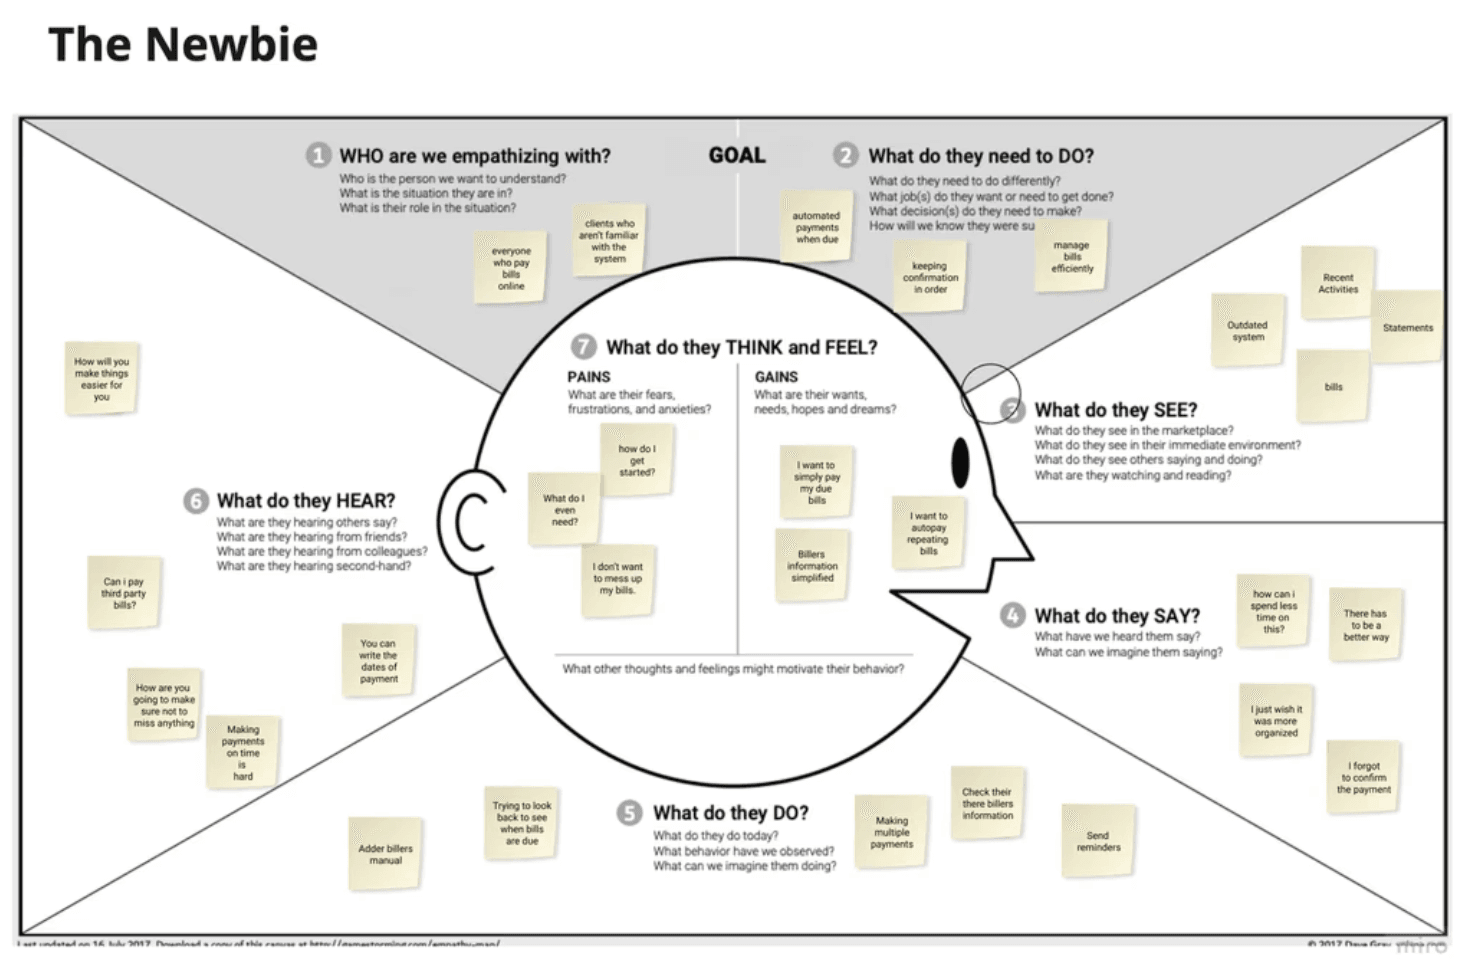 The Newbie
1 WHO are we empathizing with?
Who is the person we want to understand?
What is the situation they are in?
What is their role in the situation?
everyone
who pay
bills
online
clients who
aren't familiar
with the
system
GOAL
2 What do they need to DO?
What do they need to do differently?
What job(s) do they want or need to get done?
What decision(s) do they need to make?
How will we know they were su
automated
payments
when due
keeping
confirmation
in order
manage
bills
efficiently
Outdated
system
Recent
Activities
Statements
bills
3 What do they SEE?
What do they see in the marketplace?
What do they see in their immediate environment?
What do they see others saying and doing?
What are they watching and reading?
4 What do they SAY?
What have we heard them say?
What can we imagine them saying?
how can i
spend less
time on
this?
There has
to be a
better way
I just wish it
was more
organized
I forgot
to confirm
the payment
5 What do they DO?
What do they do today?
What behavior have we observed?
What can we imagine them doing?
Adder billers
manual
Trying to look
back to see
when bills
are due
Making
multiple
payments
Check their
there billers
information
Send
reminders
6 What do they HEAR?
What are they hearing others say?
What are they hearing from friends?
What are they hearing from colleagues?
What are they hearing second-hand?
How will you
make things
easier for
you
Can i pay
third party
bills?
You can
write the
dates of
payment
How are you
going to make
sure not to
miss anything
Making
payments
on time
is
hard
7 What do they THINK and FEEL?
PAINS
What are their fears,
frustrations, and anxieties?
how do I
get
started?
What do I
even
need?
I don't want
to mess up
my bills.
GAINS
What are their wants,
needs, hopes and dreams?
I want to
simply pay
my due
bills
Billers
information
simplified
I want to
autopay
repeating
bills
What other thoughts and feelings might motivate their behavior?
Last updated on 16 July 2017. Download a copy of this canvas at http://gamestorming.com/empathy-map/
© 2017 Dave Gray,
miro